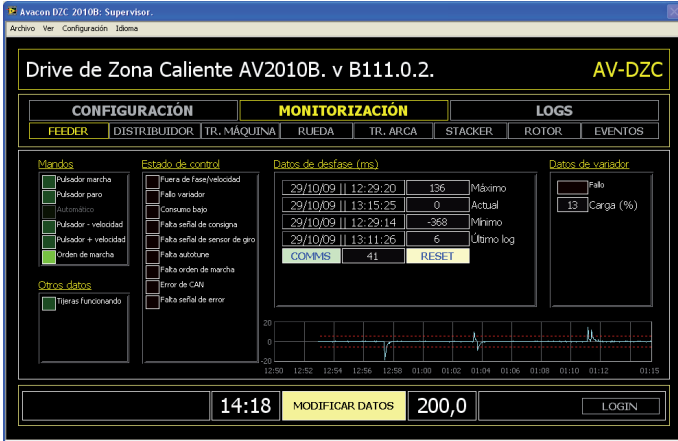 Avacon DZC 2010B: Supervisor.
Archivo Ver Configuración Idioma
Drive de Zona Caliente AV2010B. v B111.0.2. AV-DZC
CONFIGURACIÓN MONITORIZACIÓN LOGS
FEEDER DISTRIBUIDOR TR. MÁQUINA RUEDA TR. ARCA STACKER ROTOR EVENTOS
Mandos
Pulsador marcha
Pulsador paro
Automático
Pulsador - velocidad
Pulsador + velocidad
Orden de marcha
Otros datos
Tijeras funcionando
Estado de control
Fuera de fase/velocidad
Fallo variador
Consumo bajo
Falta señal de consigna
Falta señal de sensor de giro
Falta autotune
Falta orden de marcha
Error de CAN
Falta señal de error
Datos de desfase (ms)
29/10/09 || 12:29:20 136 Máximo
29/10/09 || 13:15:25 0 Actual
29/10/09 || 12:29:14 -368 Mínimo
29/10/09 || 13:11:26 6 Último log
COMMS 41 RESET
Datos de variador
Fallo
13 Carga (%)
20
0
-20
12:50 12:52 12:54 12:56 12:58 01:00 01:02 01:04 01:06 01:08 01:10 01:12 01:15
14:18 MODIFICAR DATOS 200,0 LOGIN